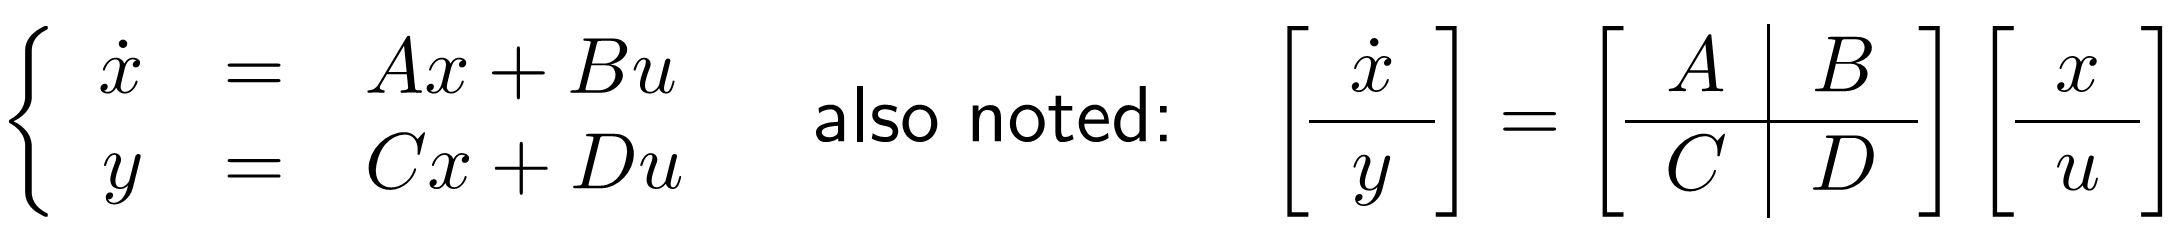 ẋ = Ax + Bu
y = Cx + Du
also noted:
[ẋ / y] = [A | B / C | D] [x / u]